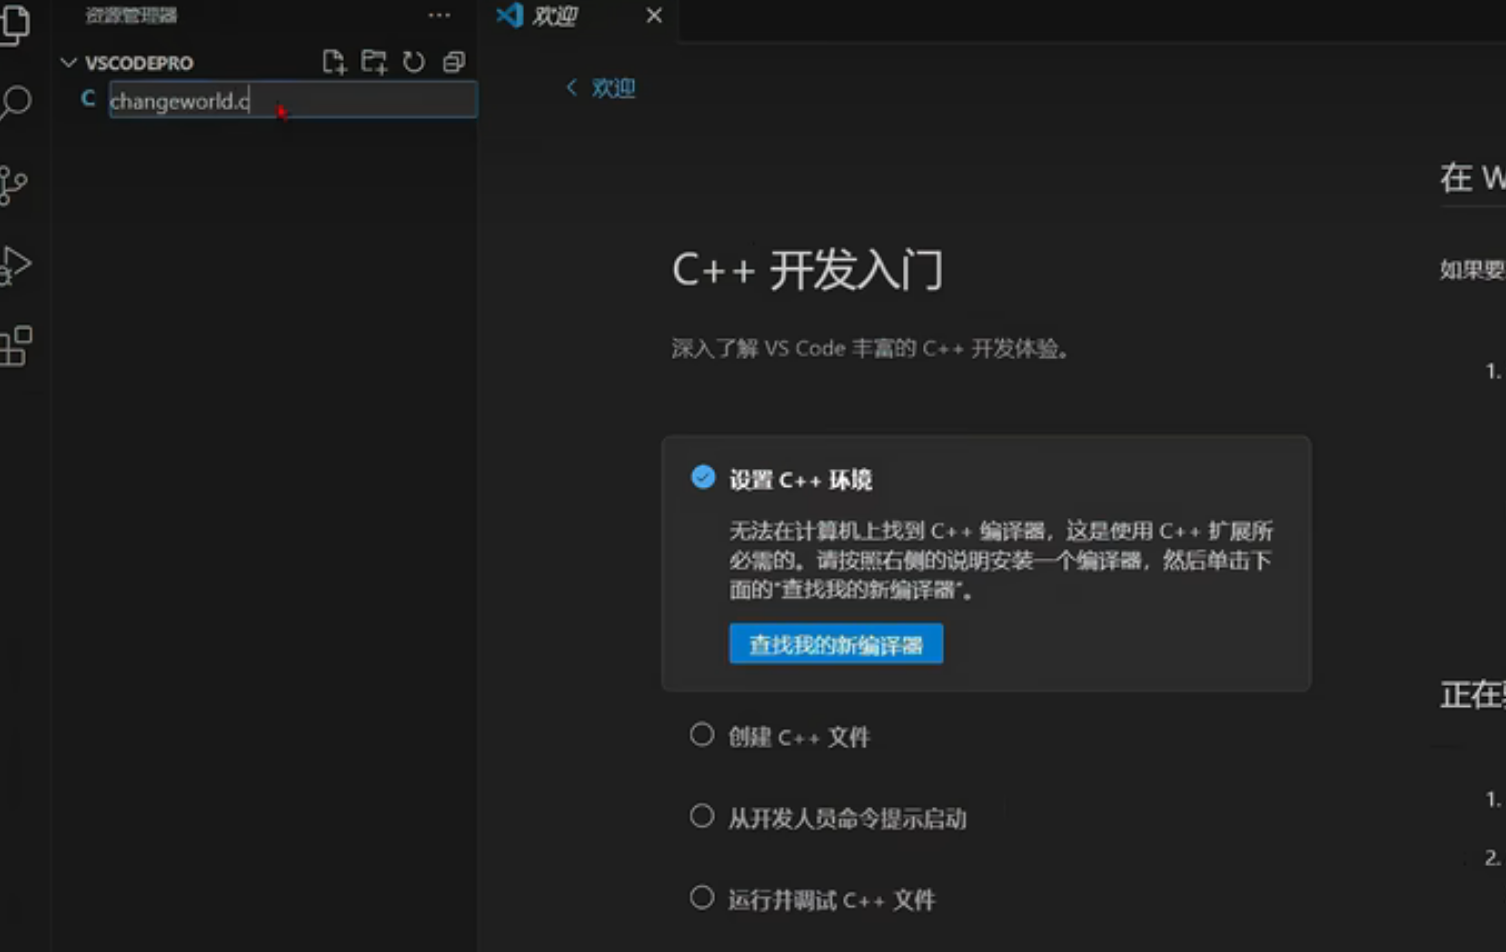 资源管理器
VSCODEPRO
C changeworld.c
欢迎
欢迎
C++ 开发入门
深入了解 VS Code 丰富的 C++ 开发体验。
设置 C++ 环境
无法在计算机上找到 C++ 编译器，这是使用 C++ 扩展所
必需的。请按照右侧的说明安装一个编译器，然后单击下
面的"查找我的新编译器"。
查找我的新编译器
创建 C++ 文件
从开发人员命令提示启动
运行并调试 C++ 文件
在 W
如果要
1.
正在
1.
2.